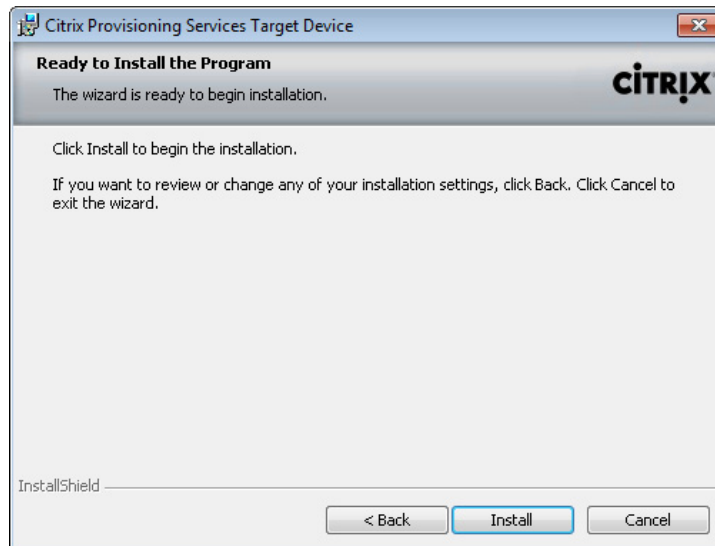 Citrix Provisioning Services Target Device
Ready to Install the Program
The wizard is ready to begin installation.
CİTRỊX
Click Install to begin the installation.
If you want to review or change any of your installation settings, click Back. Click Cancel to
exit the wizard.
InstallShield
< Back
Install
Cancel